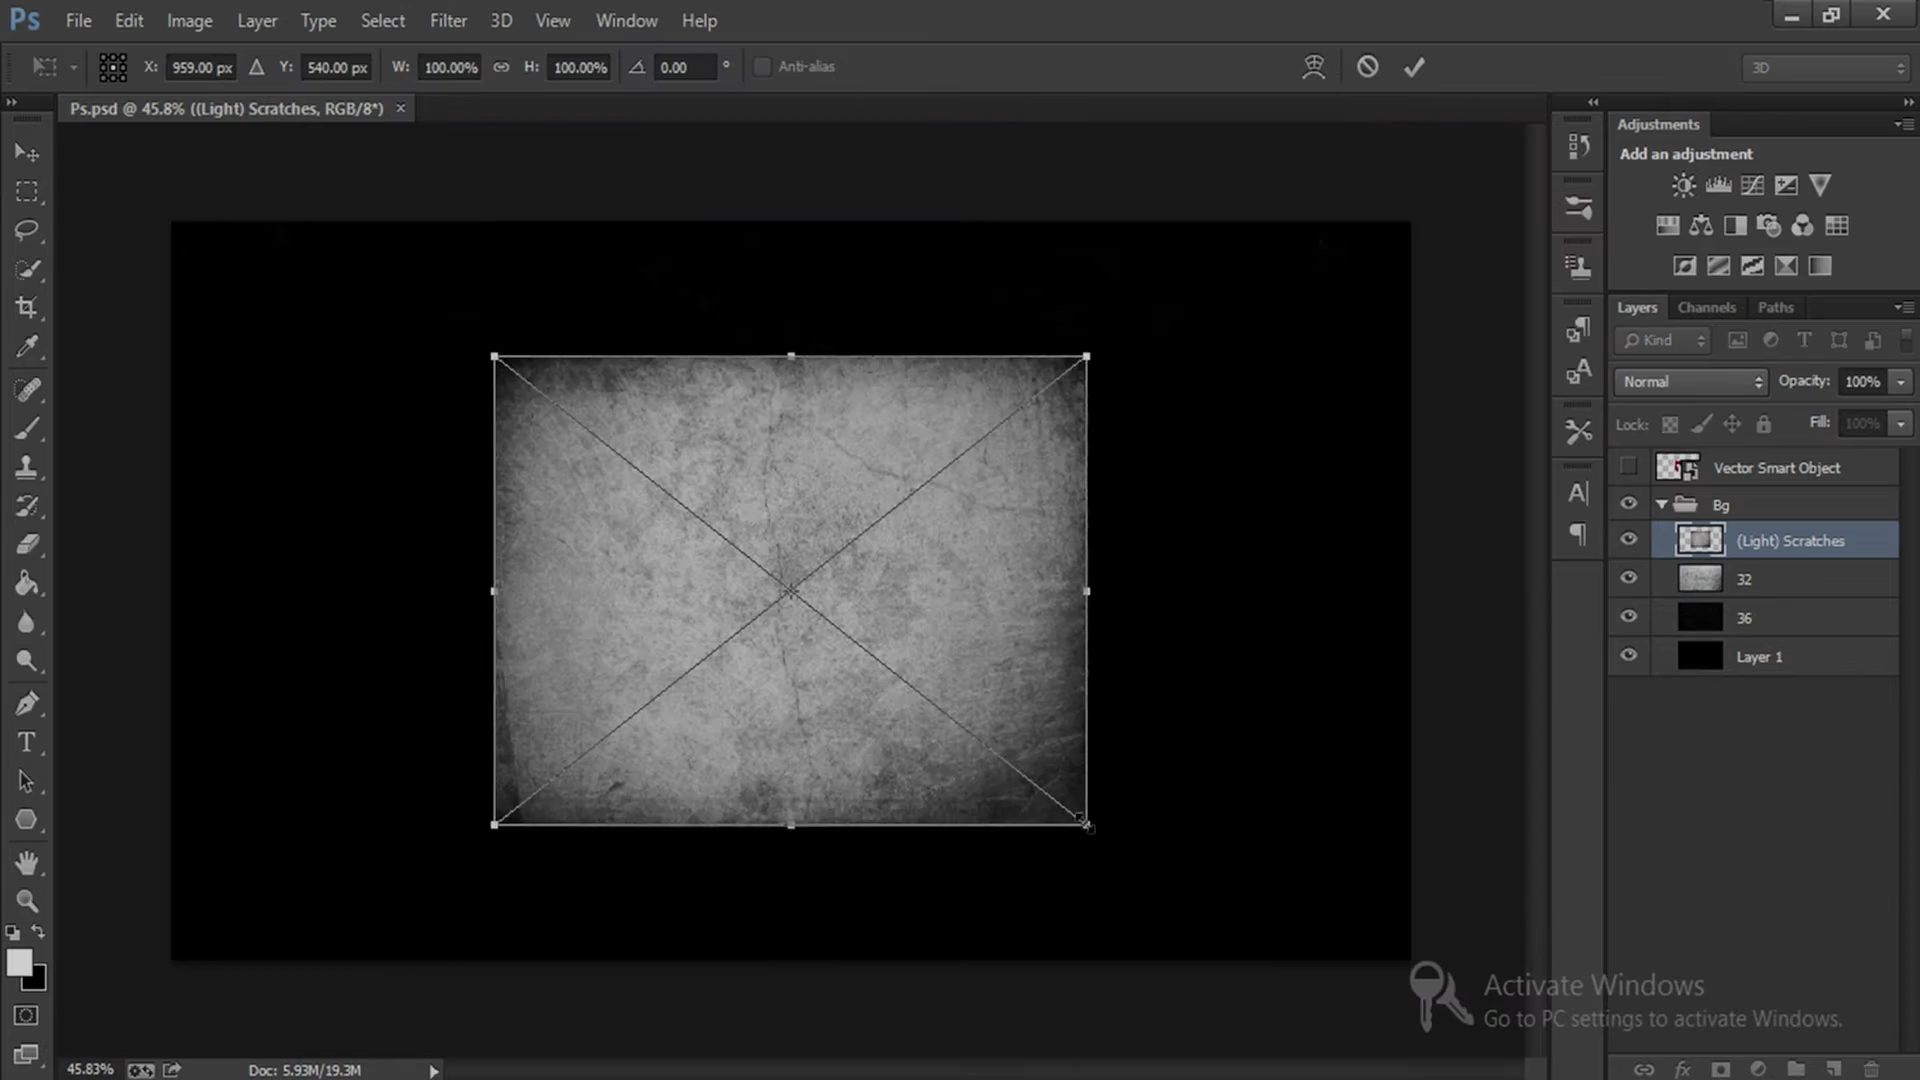 Ps File Edit Image Layer Type Select Filter 3D View Window Help
X: 959.00 px Y: 540.00 px W: 100.00% H: 100.00% 0.00 ° Anti-alias 3D
Ps.psd @ 45.8% ((Light) Scratches, RGB/8*) ×
Adjustments
Add an adjustment
Layers Channels Paths
Kind
Normal Opacity: 100%
Lock: Fill: 100%
Vector Smart Object
Bg
(Light) Scratches
32
36
Layer 1
Activate Windows
Go to PC settings to activate Windows.
45.83% Doc: 5.93M/19.3M